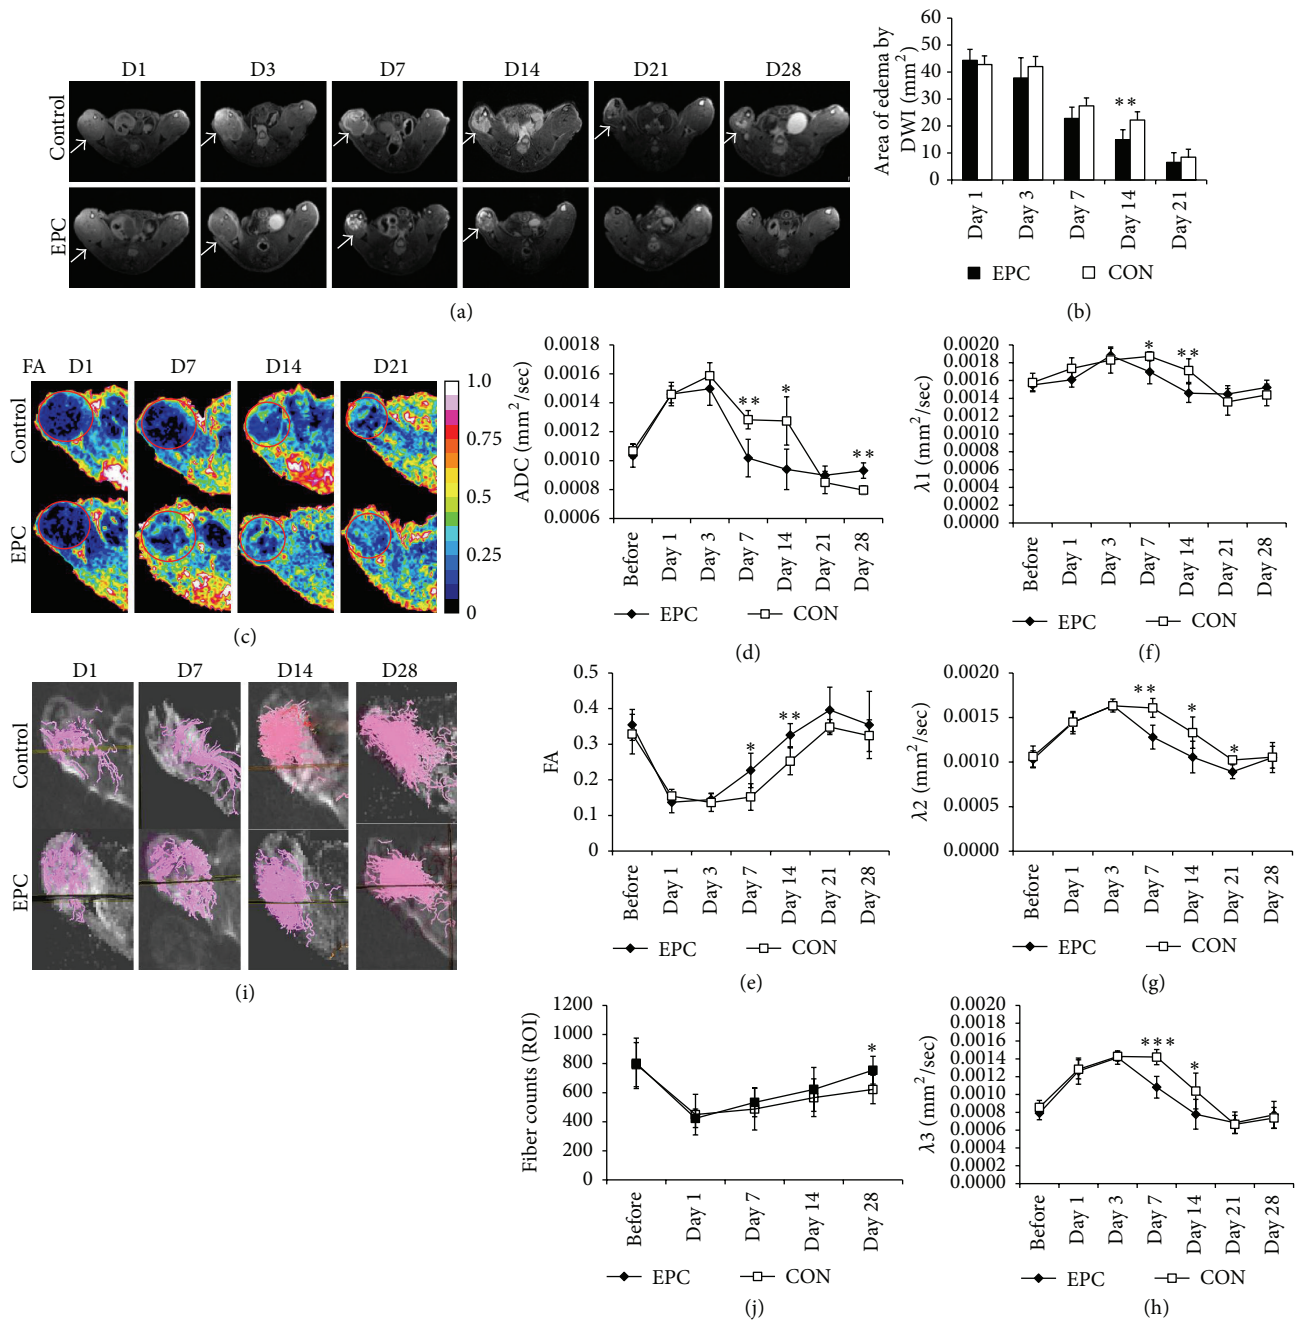 D1 D3 D7 D14 D21 D28
Control
EPC
(a)
Area of edema by
DWI (mm²)
60
50
40
30
20
10
0
**
Day 1 Day 3 Day 7 Day 14 Day 21
EPC CON
(b)
FA D1 D7 D14 D21
Control
EPC
1.0
0.75
0.5
0.25
0
(c)
ADC (mm²/sec)
0.0018
0.0016
0.0014
0.0012
0.0010
0.0008
0.0006
** * **
Before Day 1 Day 3 Day 7 Day 14 Day 21 Day 28
EPC CON
(d)
λ1 (mm²/sec)
0.0020
0.0018
0.0016
0.0014
0.0012
0.0010
0.0008
0.0006
0.0004
0.0002
0.0000
* **
Before Day 1 Day 3 Day 7 Day 14 Day 21 Day 28
EPC CON
(f)
D1 D7 D14 D28
Control
EPC
(i)
FA
0.5
0.4
0.3
0.2
0.1
0
* **
Before Day 1 Day 3 Day 7 Day 14 Day 21 Day 28
EPC CON
(e)
λ2 (mm²/sec)
0.0020
0.0015
0.0010
0.0005
0.0000
** * *
Before Day 1 Day 3 Day 7 Day 14 Day 21 Day 28
EPC CON
(g)
Fiber counts (ROI)
1200
1000
800
600
400
200
0
*
Before Day 1 Day 7 Day 14 Day 28
EPC CON
(j)
λ3 (mm²/sec)
0.0020
0.0018
0.0016
0.0014
0.0012
0.0010
0.0008
0.0006
0.0004
0.0002
0.0000
*** *
Before Day 1 Day 3 Day 7 Day 14 Day 21 Day 28
EPC CON
(h)